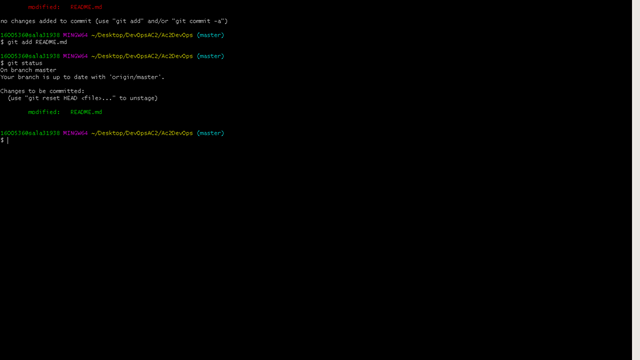 modified: README.md
no changes added to commit (use "git add" and/or "git commit -a")
16005360@sala31938 MINGW64 ~/Desktop/DevOpsAC2/Ac2DevOps (master)
$ git add README.md
16005360@sala31938 MINGW64 ~/Desktop/DevOpsAC2/Ac2DevOps (master)
$ git status
On branch master
Your branch is up to date with 'origin/master'.
Changes to be committed:
(use "git reset HEAD <file>..." to unstage)
modified: README.md
16005360@sala31938 MINGW64 ~/Desktop/DevOpsAC2/Ac2DevOps (master)
$